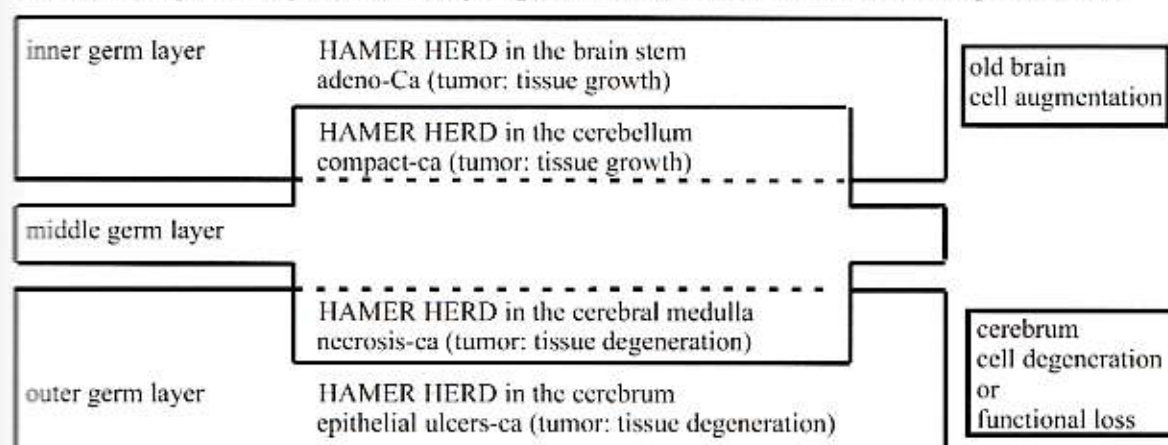 inner germ layer
HAMER HERD in the brain stem
adeno-Ca (tumor: tissue growth)
old brain
cell augmentation
HAMER HERD in the cerebellum
compact-ca (tumor: tissue growth)
middle germ layer
HAMER HERD in the cerebral medulla
necrosis-ca (tumor: tissue degeneration)
cerebrum
cell degeneration
or
functional loss
outer germ layer
HAMER HERD in the cerebrum
epithelial ulcers-ca (tumor: tissue degeneration)